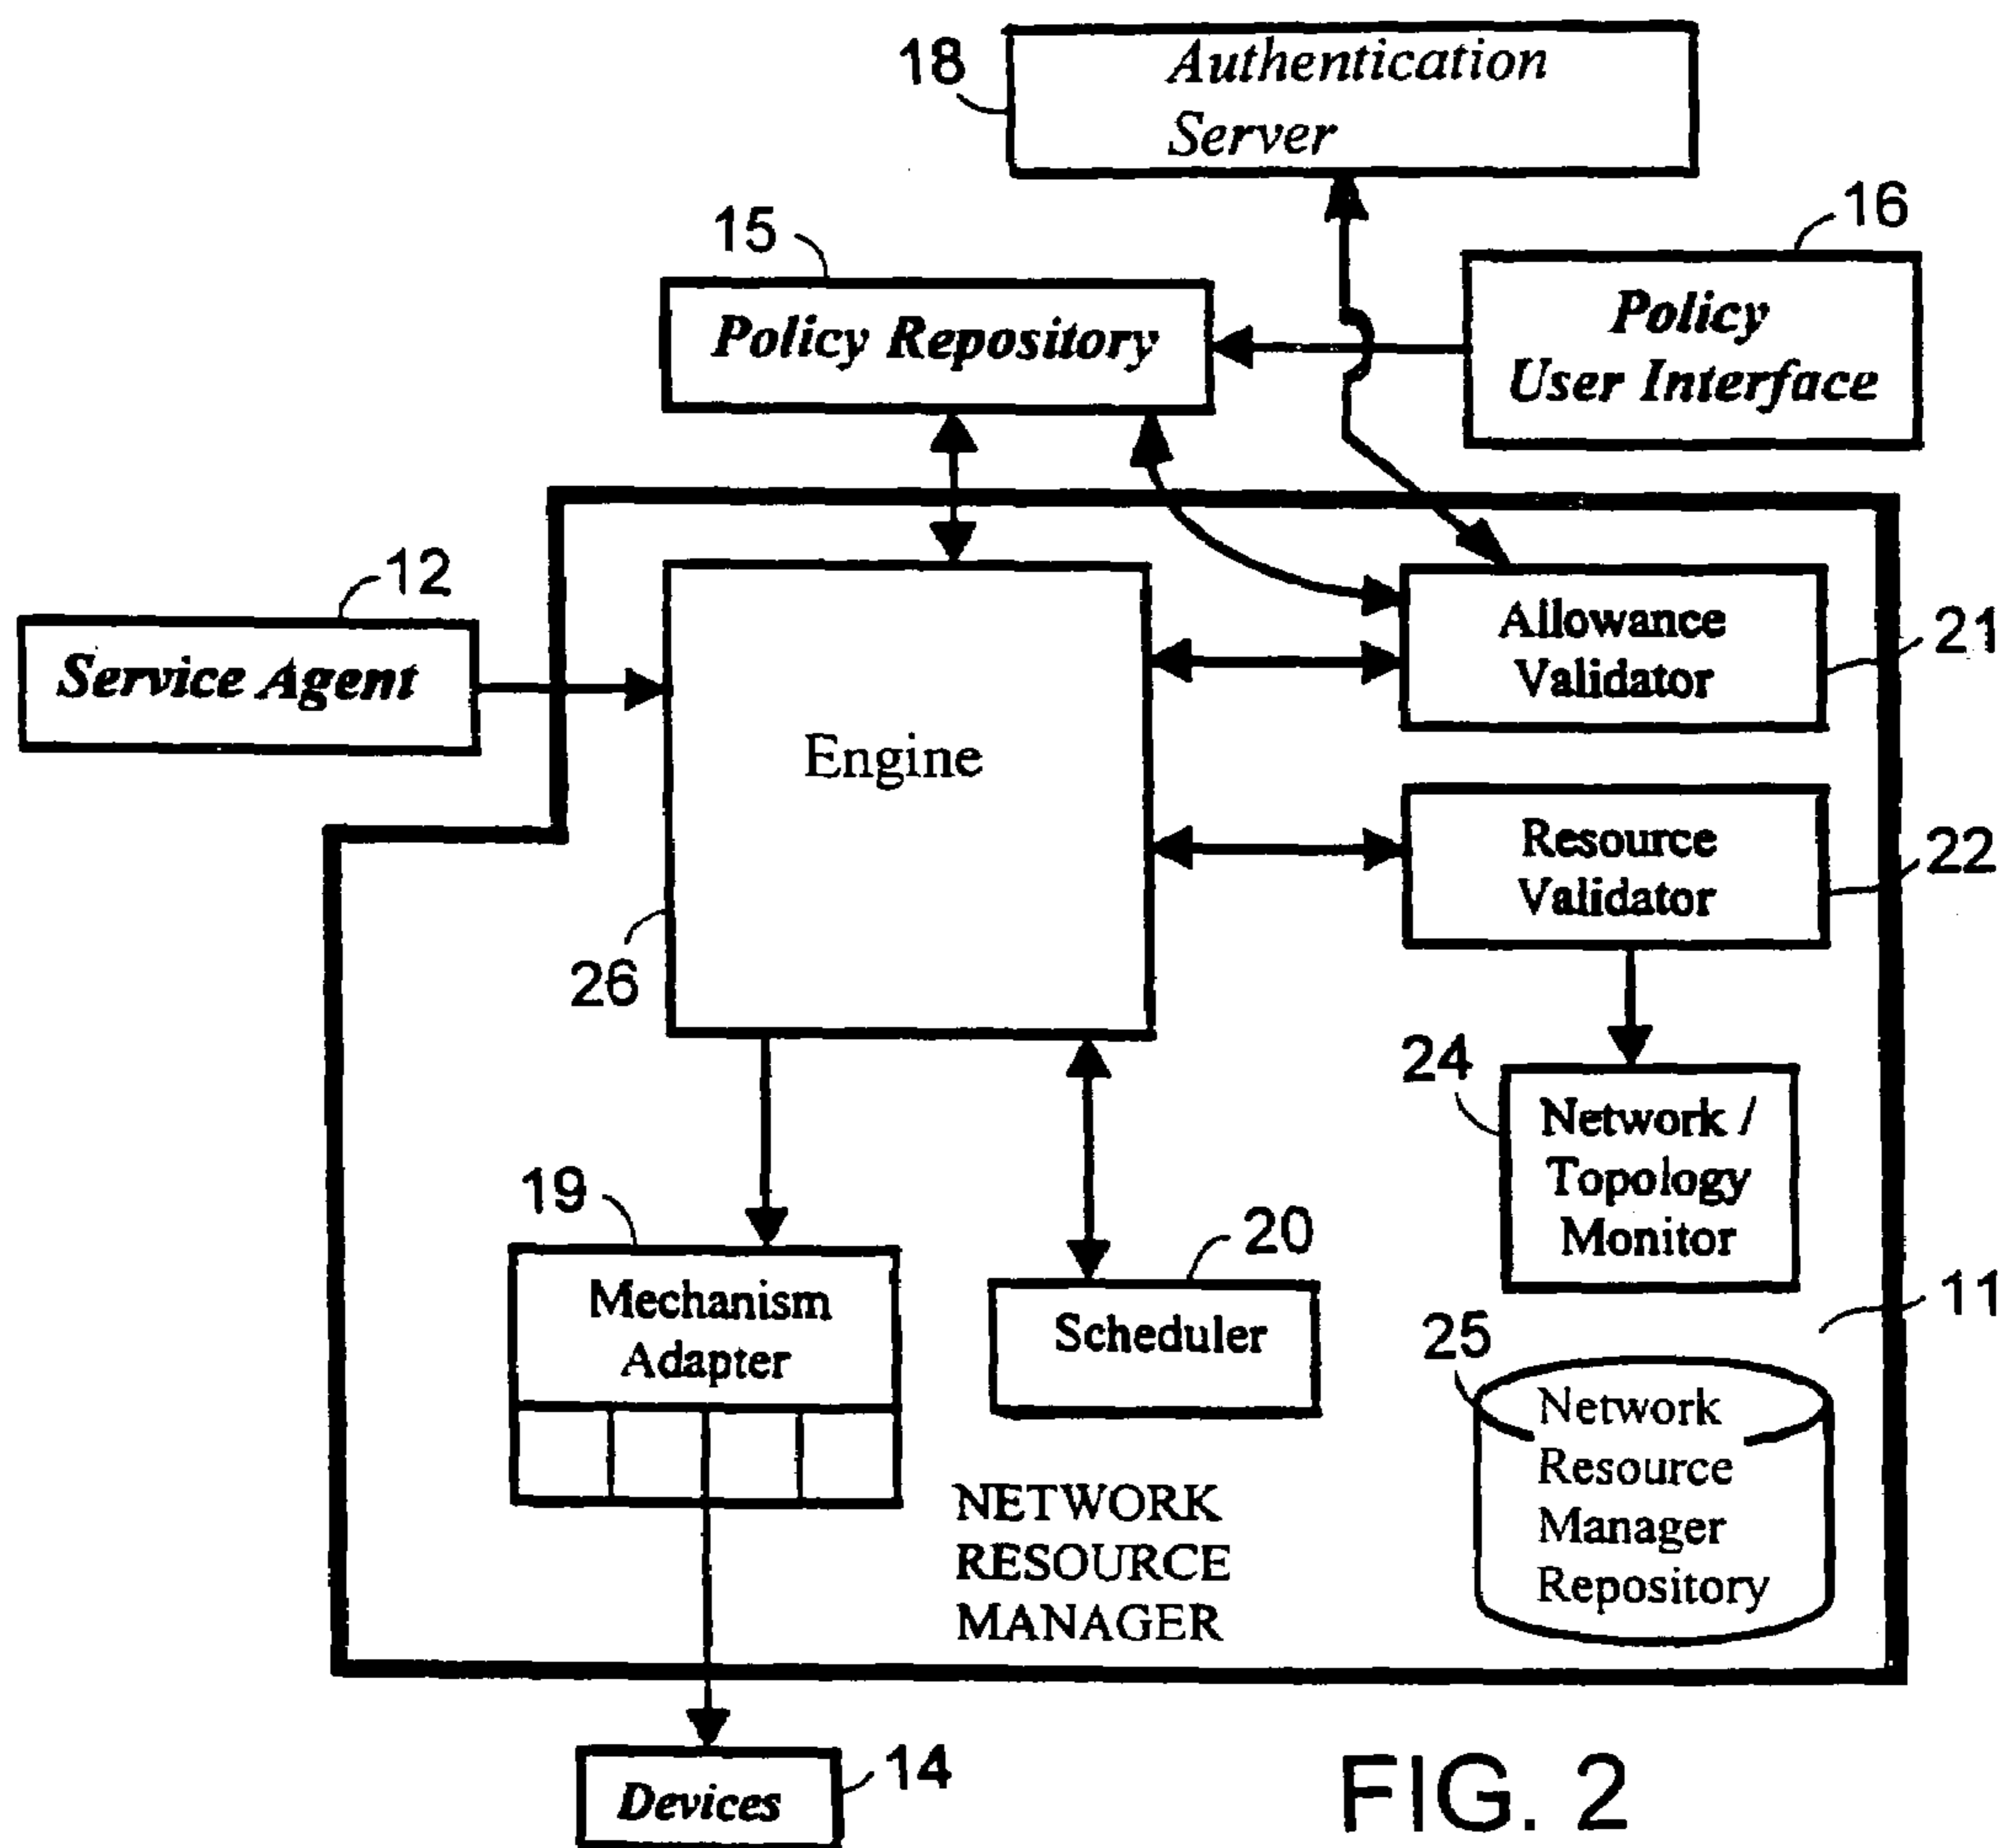 18
Authentication
Server
15
16
Policy Repository
Policy
User Interface
12
Service Agent
Engine
26
Allowance
Validator
21
Resource
Validator
22
24
Network /
Topology
Monitor
19
Mechanism
Adapter
20
Scheduler
11
25
Network
Resource
Manager
Repository
NETWORK
RESOURCE
MANAGER
Devices
14
FIG. 2